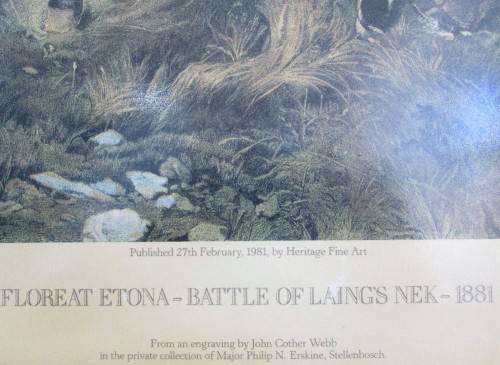 Published 27th February, 1981, by Heritage Fine Art
FLOREAT ETONA - BATTLE OF LAING'S NEK - 1881
From an engraving by John Cother Webb
in the private collection of Major Philip N. Erskine, Stellenbosch